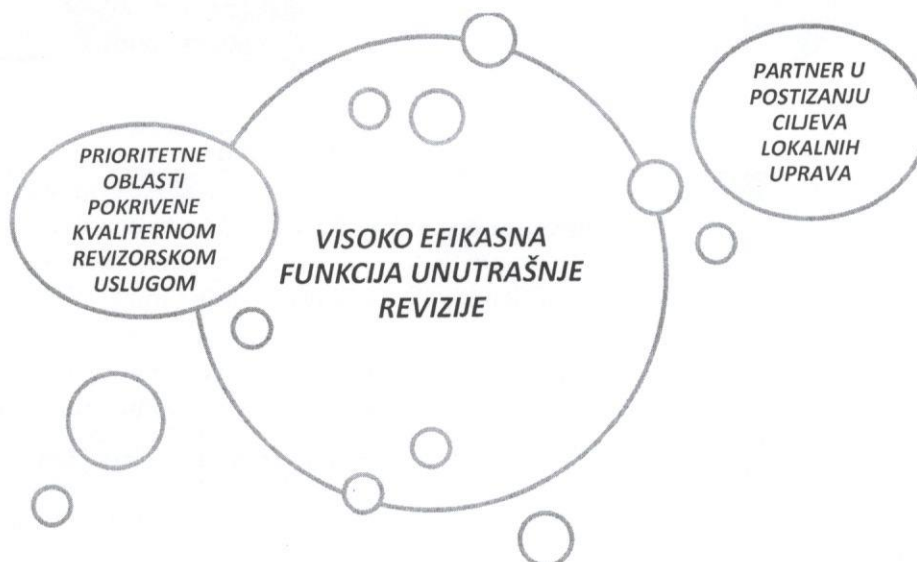 PRIORITETNE
OBLASTI
POKRIVENE
KVALITERNOM
REVIZORSKOM
USLUGOM
VISOKO EFIKASNA
FUNKCIJA UNUTRAŠNJE
REVIZIJE
PARTNER U
POSTIZANJU
CILJEVA
LOKALNIH
UPRAVA